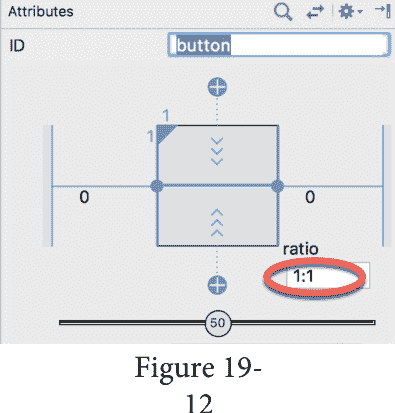 Attributes
ID button
1
1
0 0
ratio
1:1
50
Figure 19-
12